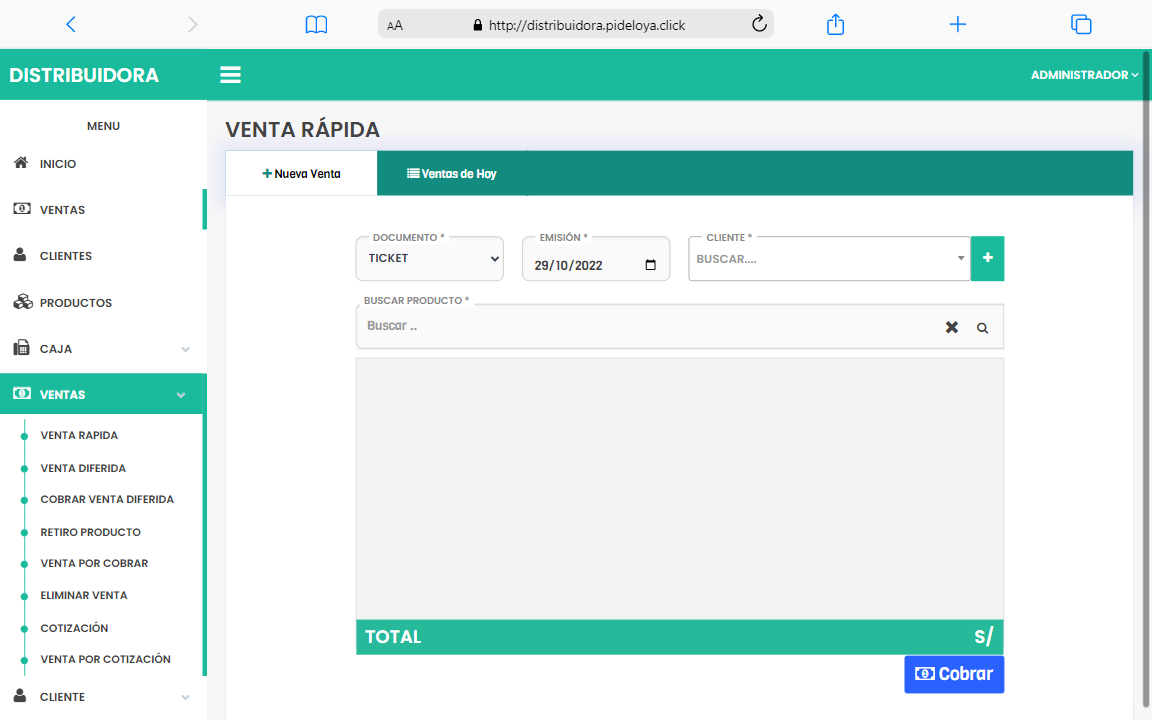 AA
http://distribuidora.pideloya.click
DISTRIBUIDORA
ADMINISTRADOR
MENU
INICIO
VENTAS
CLIENTES
PRODUCTOS
CAJA
VENTAS
VENTA RAPIDA
VENTA DIFERIDA
COBRAR VENTA DIFERIDA
RETIRO PRODUCTO
VENTA POR COBRAR
ELIMINAR VENTA
COTIZACIÓN
VENTA POR COTIZACIÓN
CLIENTE
VENTA RÁPIDA
Nueva Venta
Ventas de Hoy
DOCUMENTO *
TICKET
EMISIÓN *
29/10/2022
CLIENTE *
BUSCAR....
BUSCAR PRODUCTO *
Buscar ..
TOTAL S/
Cobrar